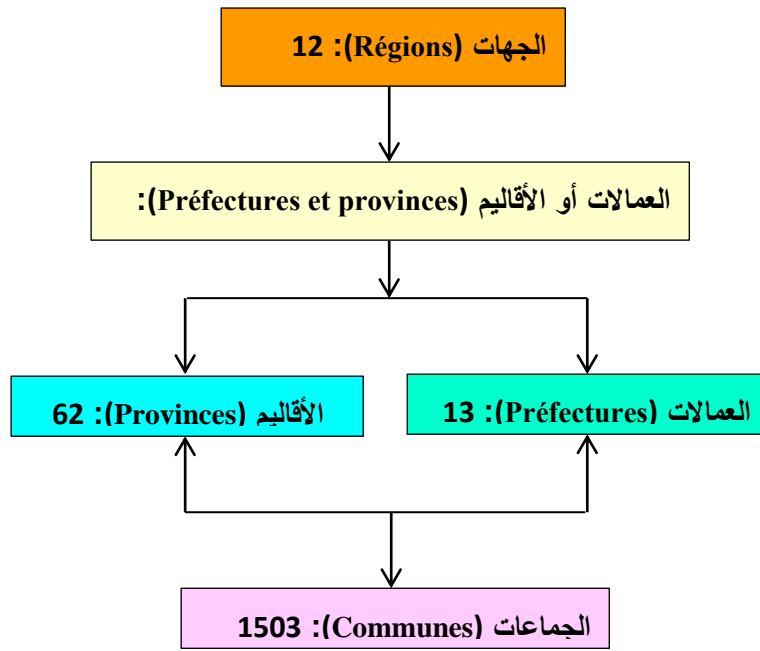 الجهات (Régions): 12
العمالات أو الأقاليم (Préfectures et provinces):
العمالات (Préfectures): 13
الأقاليم (Provinces): 62
الجماعات (Communes): 1503